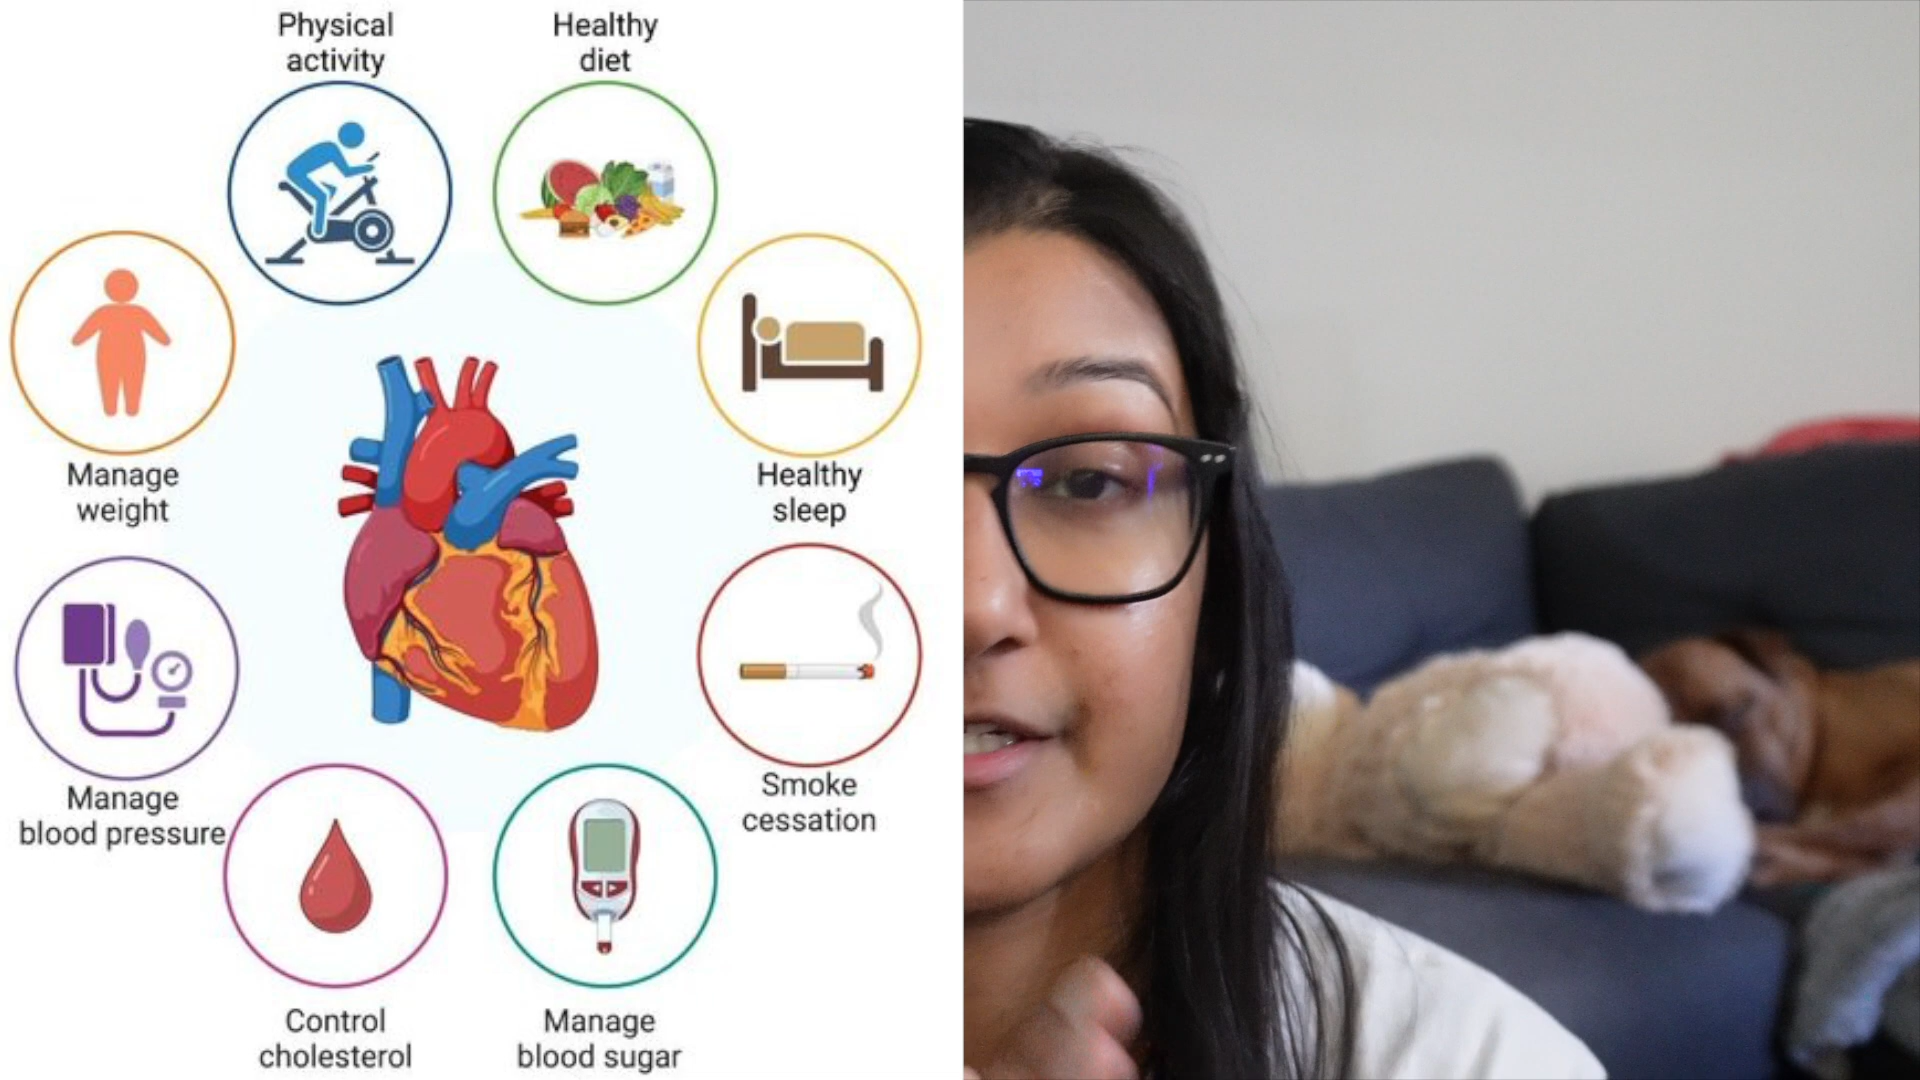 Physical
activity
Healthy
diet
Manage
weight
Healthy
sleep
Manage
blood pressure
Smoke
cessation
Control
cholesterol
Manage
blood sugar